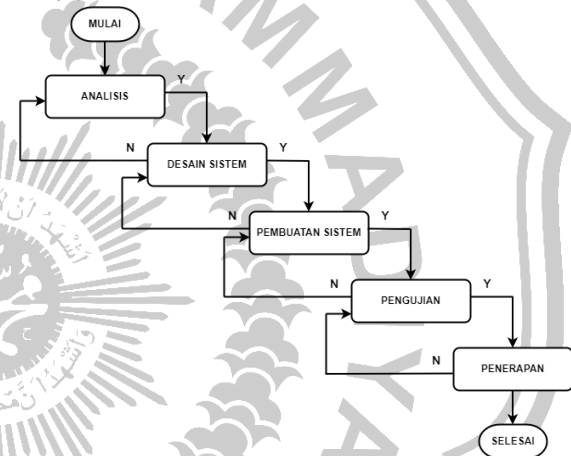 MULAI
Y
ANALISIS
N
Y
DESAIN SISTEM
N
Y
PEMBUATAN SISTEM
N
Y
PENGUJIAN
N
PENERAPAN
SELESAI